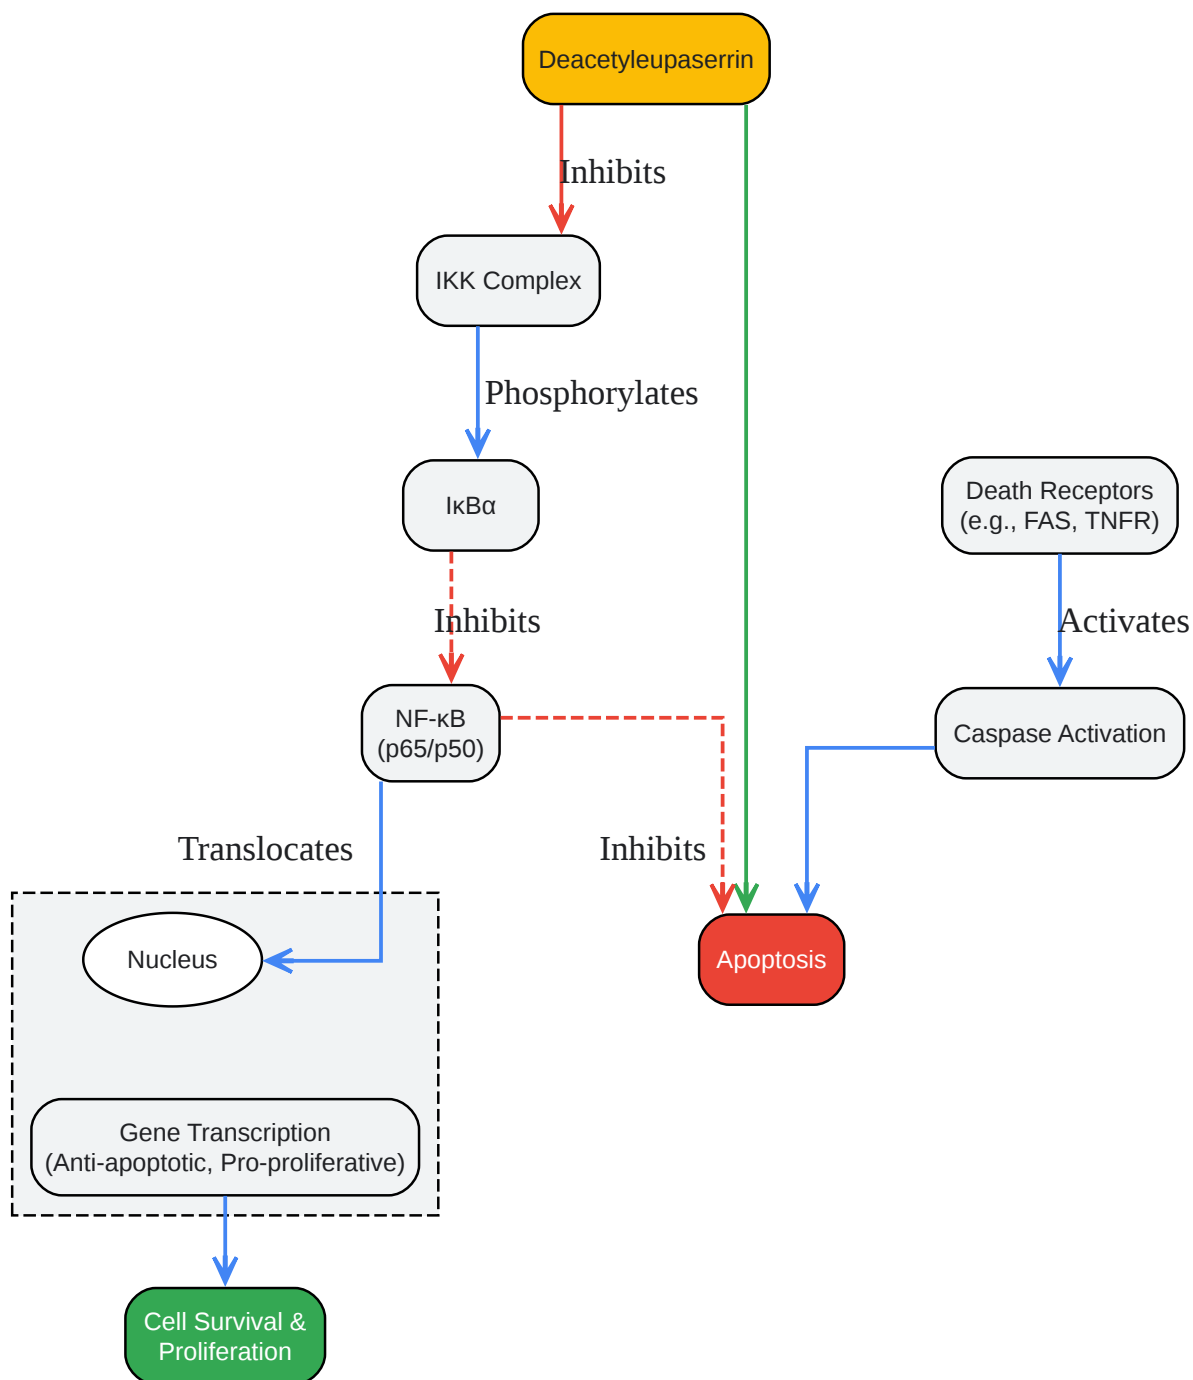 Deacetyleupaserrin
Inhibits
IKK Complex
Phosphorylates
IκBα
Death Receptors
(e.g., FAS, TNFR)
Inhibits
Activates
NF-κB
(p65/p50)
Caspase Activation
Translocates
Inhibits
Nucleus
Apoptosis
Gene Transcription
(Anti-apoptotic, Pro-proliferative)
Cell Survival &
Proliferation